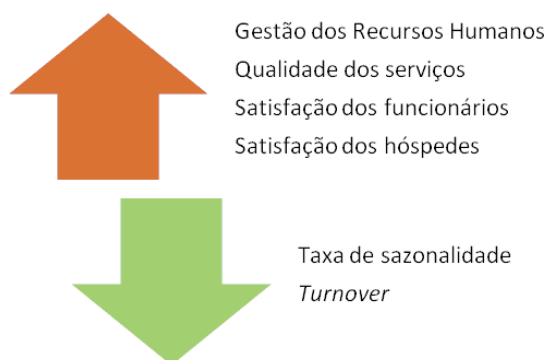 Gestão dos Recursos Humanos
Qualidade dos serviços
Satisfação dos funcionários
Satisfação dos hóspedes
Taxa de sazonalidade
Turnover